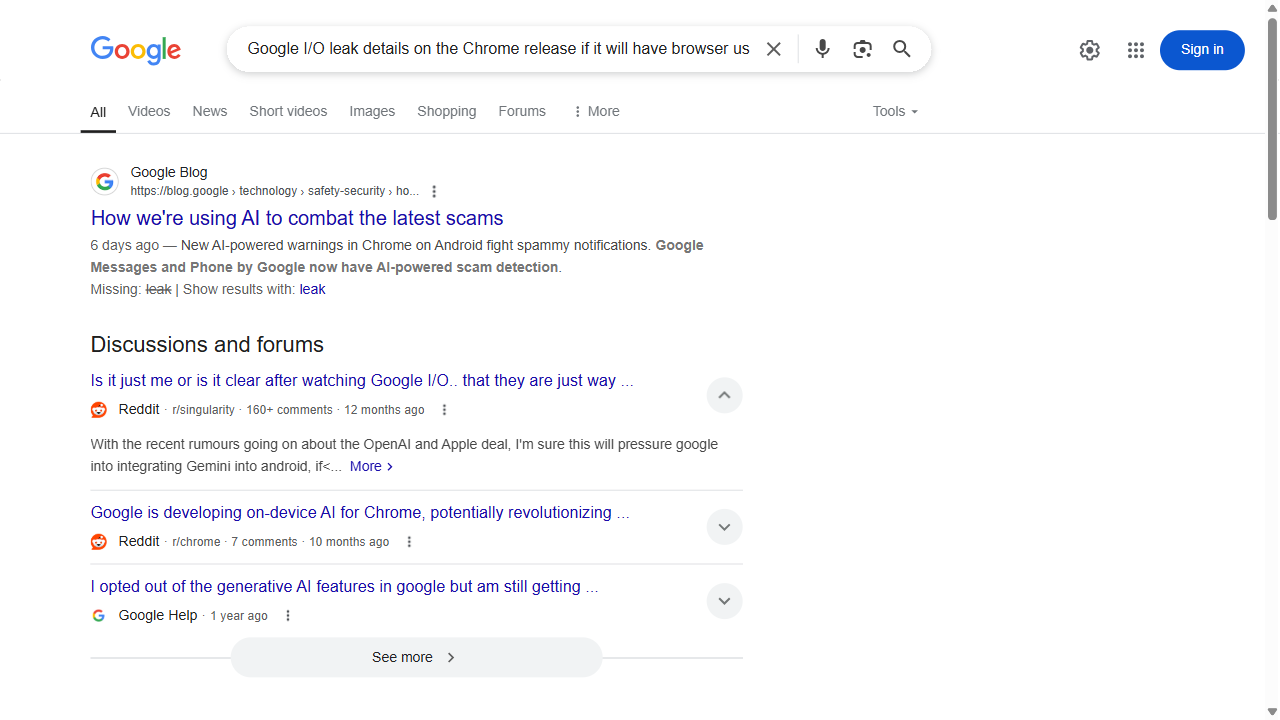 Google
Google I/O leak details on the Chrome release if it will have browser us
Sign in
All
Videos
News
Short videos
Images
Shopping
Forums
More
Tools
Google Blog
https://blog.google › technology › safety-security › ho...
How we're using AI to combat the latest scams
6 days ago — New AI-powered warnings in Chrome on Android fight spammy notifications. Google
Messages and Phone by Google now have AI-powered scam detection.
Missing: leak | Show results with: leak
Discussions and forums
Is it just me or is it clear after watching Google I/O.. that they are just way ...
Reddit · r/singularity · 160+ comments · 12 months ago
With the recent rumours going on about the OpenAI and Apple deal, I'm sure this will pressure google
into integrating Gemini into android, if<... More
Google is developing on-device AI for Chrome, potentially revolutionizing ...
Reddit · r/chrome · 7 comments · 10 months ago
I opted out of the generative AI features in google but am still getting ...
Google Help · 1 year ago
See more